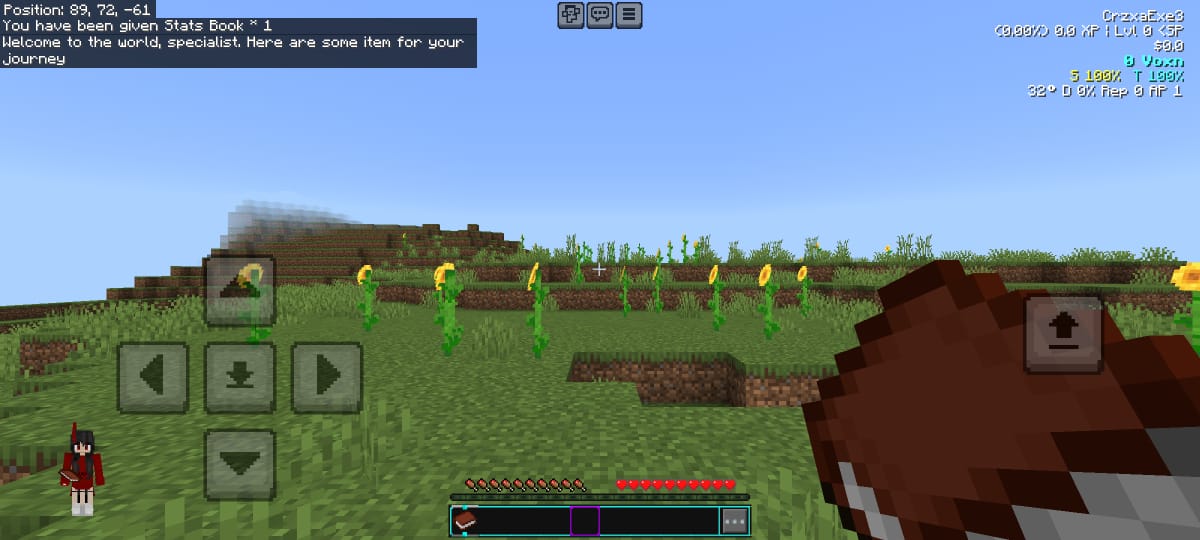 Position: 89, 72, -61
You have been given Stats Book * 1
Welcome to the world, specialist. Here are some item for your
journey
CrzxaExe3
(0.00%) 0.0 XP | Lvl 0 <SP
$0.0
0 Voxn
S 100% T 100%
32° D 0% Rep 0 AP 1